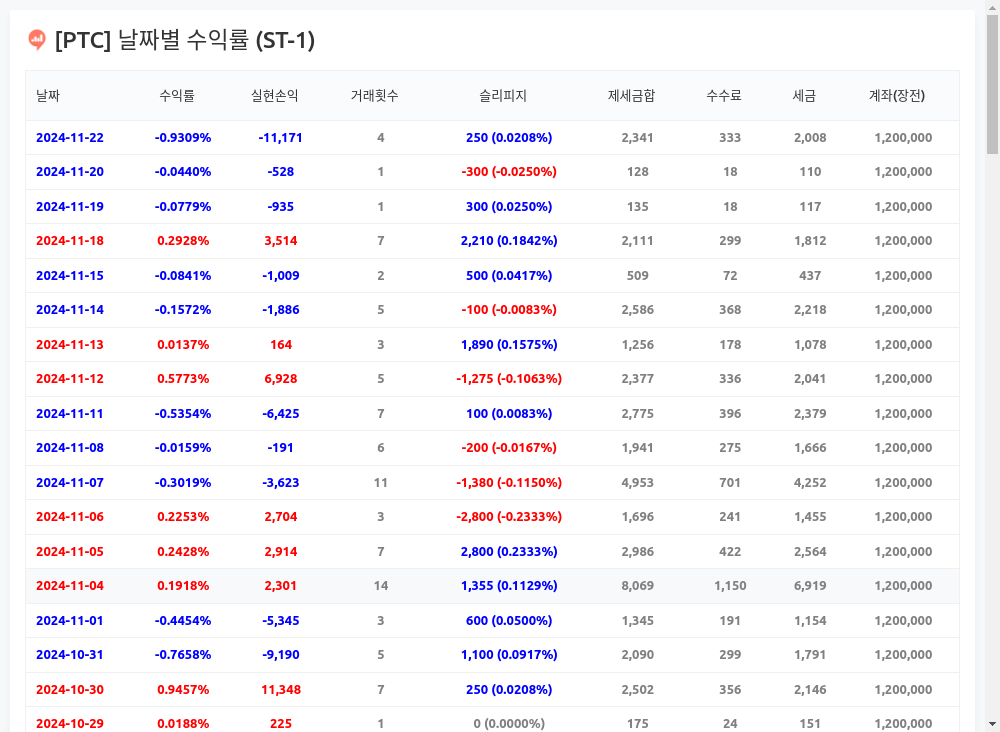 [PTC] 날짜별 수익률 (ST-1)
날짜 수익률 실현손익 거래횟수 슬리피지 제세금합 수수료 세금 계좌(장전)
2024-11-22 -0.9309% -11,171 4 250 (0.0208%) 2,341 333 2,008 1,200,000
2024-11-20 -0.0440% -528 1 -300 (-0.0250%) 128 18 110 1,200,000
2024-11-19 -0.0779% -935 1 300 (0.0250%) 135 18 117 1,200,000
2024-11-18 0.2928% 3,514 7 2,210 (0.1842%) 2,111 299 1,812 1,200,000
2024-11-15 -0.0841% -1,009 2 500 (0.0417%) 509 72 437 1,200,000
2024-11-14 -0.1572% -1,886 5 -100 (-0.0083%) 2,586 368 2,218 1,200,000
2024-11-13 0.0137% 164 3 1,890 (0.1575%) 1,256 178 1,078 1,200,000
2024-11-12 0.5773% 6,928 5 -1,275 (-0.1063%) 2,377 336 2,041 1,200,000
2024-11-11 -0.5354% -6,425 7 100 (0.0083%) 2,775 396 2,379 1,200,000
2024-11-08 -0.0159% -191 6 -200 (-0.0167%) 1,941 275 1,666 1,200,000
2024-11-07 -0.3019% -3,623 11 -1,380 (-0.1150%) 4,953 701 4,252 1,200,000
2024-11-06 0.2253% 2,704 3 -2,800 (-0.2333%) 1,696 241 1,455 1,200,000
2024-11-05 0.2428% 2,914 7 2,800 (0.2333%) 2,986 422 2,564 1,200,000
2024-11-04 0.1918% 2,301 14 1,355 (0.1129%) 8,069 1,150 6,919 1,200,000
2024-11-01 -0.4454% -5,345 3 600 (0.0500%) 1,345 191 1,154 1,200,000
2024-10-31 -0.7658% -9,190 5 1,100 (0.0917%) 2,090 299 1,791 1,200,000
2024-10-30 0.9457% 11,348 7 250 (0.0208%) 2,502 356 2,146 1,200,000
2024-10-29 0.0188% 225 1 0 (0.0000%) 175 24 151 1,200,000